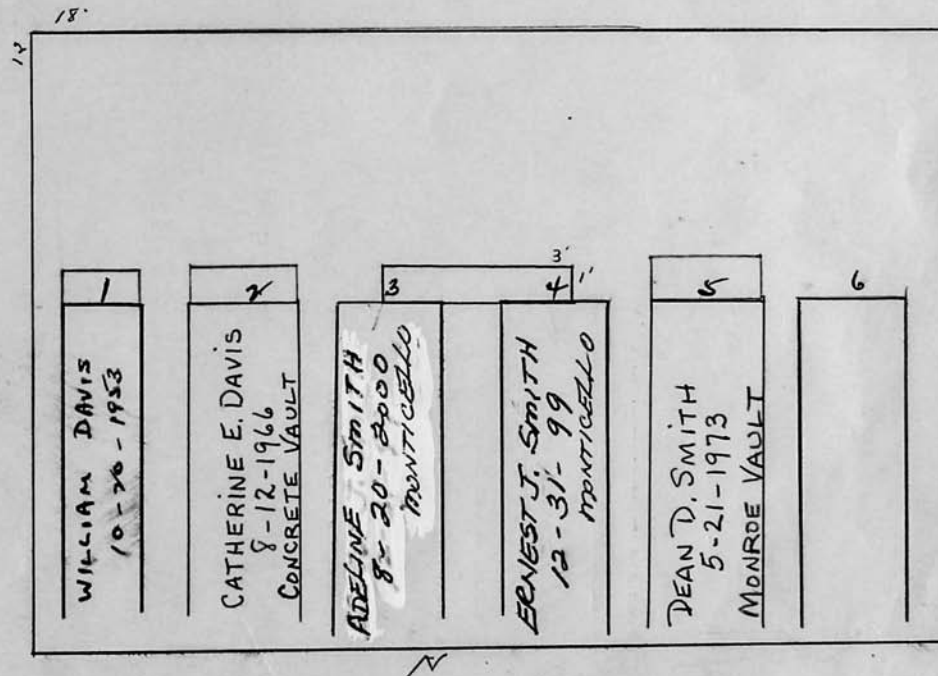 18'
12
1
2
3
3'
4
1'
5
6
WILLIAM DAVIS
10-20-1953
CATHERINE E. DAVIS
8-12-1966
CONCRETE VAULT
ADELINE J. SMITH
8-20-2000
MONTICELLO
ERNEST J. SMITH
12-31-99
MONTICELLO
DEAN D. SMITH
5-21-1973
MONROE VAULT
N